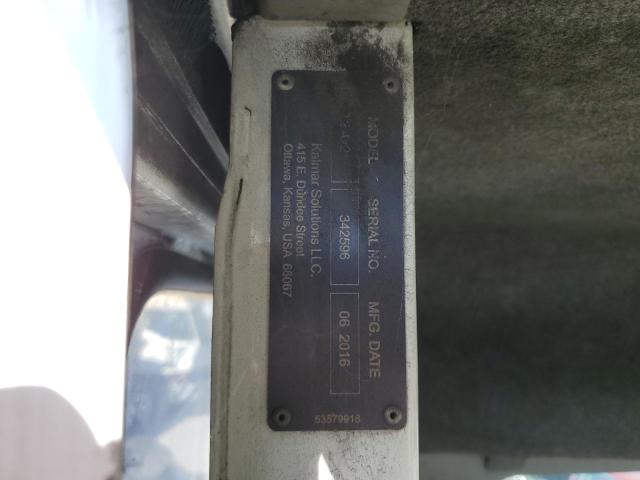 MODEL SERIAL NO. MFG. DATE
342596 06 2016
Kalmar Solutions LLC.
415 E. Dundee Street
Ottawa, Kansas, USA 66067
53579918